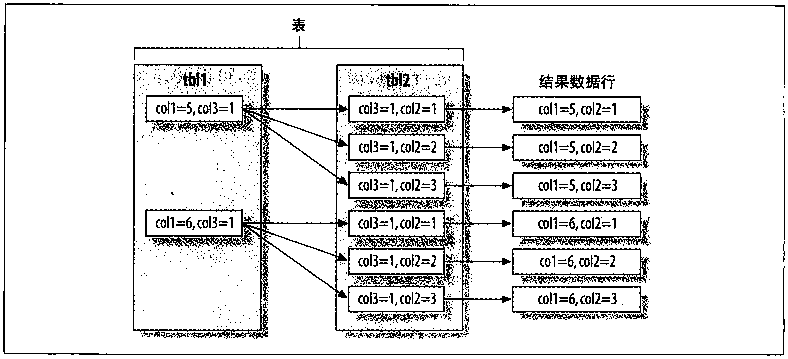 表
tbl1 tbl2 结果数据行
col1=5, col3=1 col3=1, col2=1 col1=5, col2=1
col3=1, col2=2 col1=5, col2=2
col3=1, col2=3 col1=5, col2=3
col1=6, col3=1 col3=1, col2=1 col1=6, col2=1
col3=1, col2=2 co1=6, col2=2
col3=1, col2=3 col1=6, col2=3